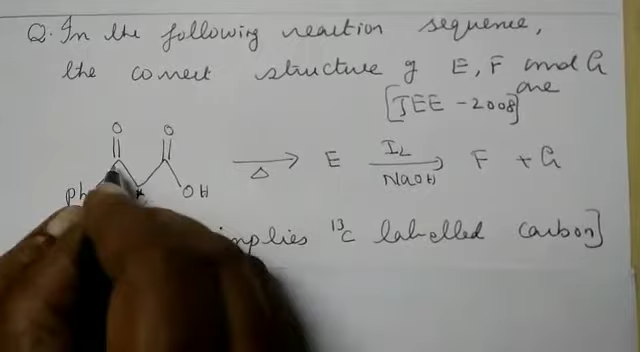 Q. In the following reaction sequence,
the correct structure of E, F and G
are
[JEE - 2008]
O O
Δ E I2 NaOH F + G
ph * OH
implies 13C labelled carbon]